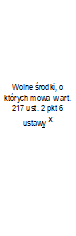 Wolne środki, o
których mowa w art.
217 ust. 2 pkt 6
ustawy x